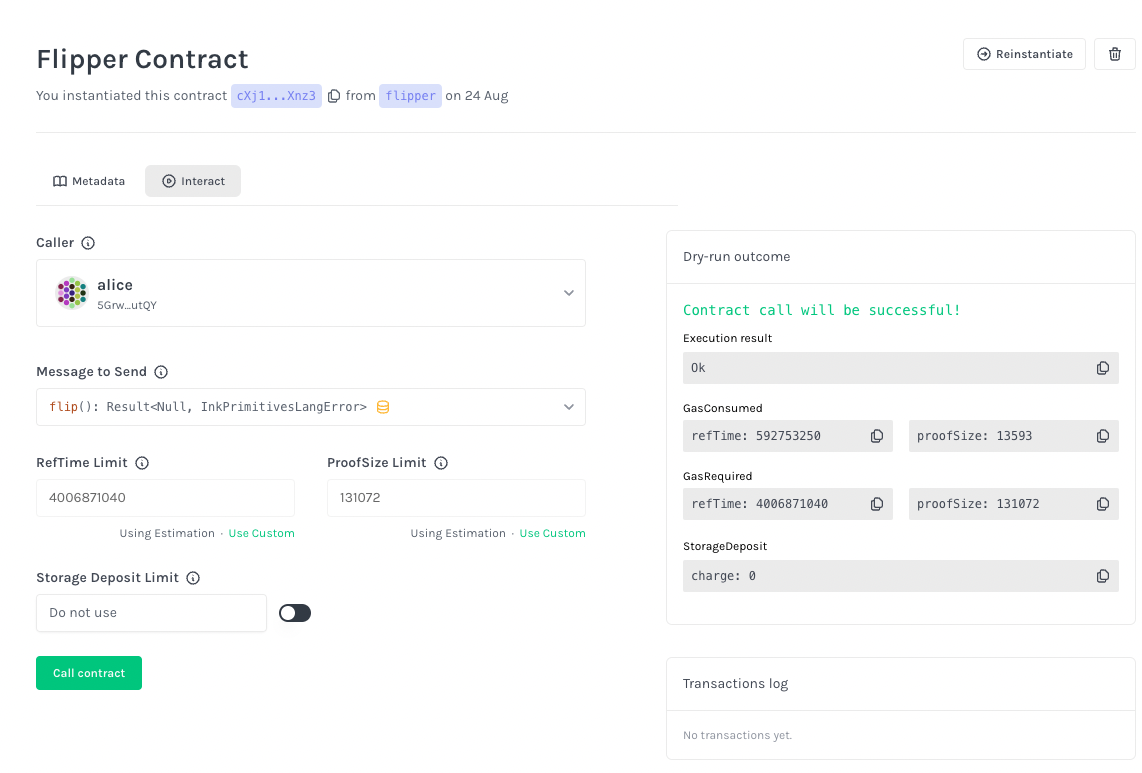 Flipper Contract
Reinstantiate
You instantiated this contract cXj1...Xnz3 from flipper on 24 Aug
Metadata
Interact
Caller
alice
5Grw…utQY
Message to Send
flip(): Result<Null, InkPrimitivesLangError>
RefTime Limit
ProofSize Limit
4006871040
131072
Using Estimation · Use Custom
Using Estimation · Use Custom
Storage Deposit Limit
Do not use
Call contract
Dry-run outcome
Contract call will be successful!
Execution result
Ok
GasConsumed
refTime: 592753250
proofSize: 13593
GasRequired
refTime: 4006871040
proofSize: 131072
StorageDeposit
charge: 0
Transactions log
No transactions yet.